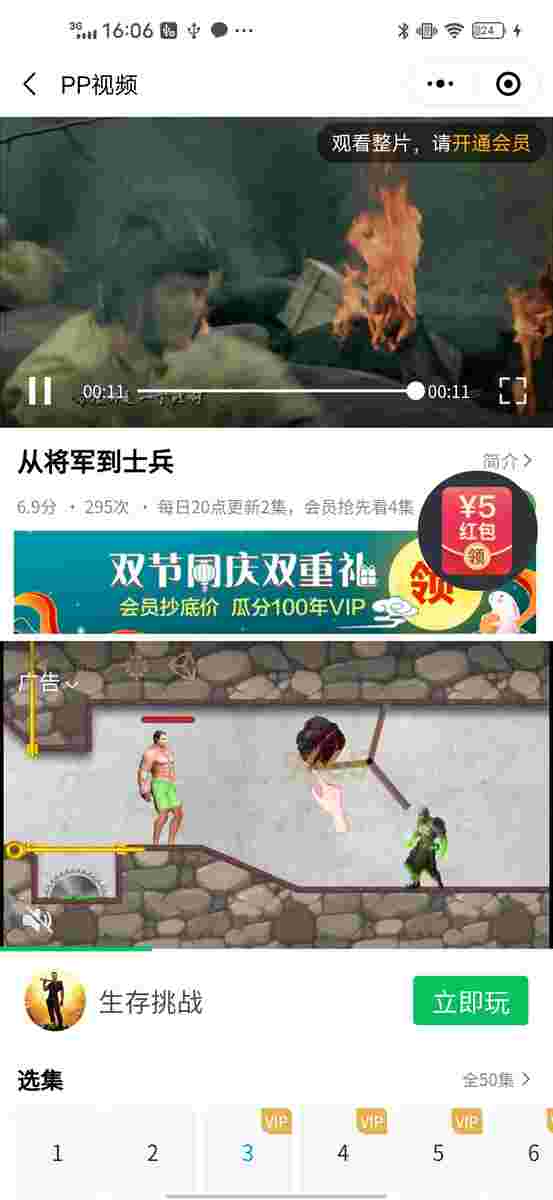 3G 16:06 ··· 24
PP视频
观看整片，请开通会员
00:11
00:11
从将军到士兵
简介
6.9分 · 295次 · 每日20点更新2集，会员抢先看4集
¥5
红包
领
双节同庆双重礼
会员抄底价 瓜分100年VIP
领
广告
生存挑战
立即玩
选集
全50集
VIP VIP VIP
1 2 3 4 5 6